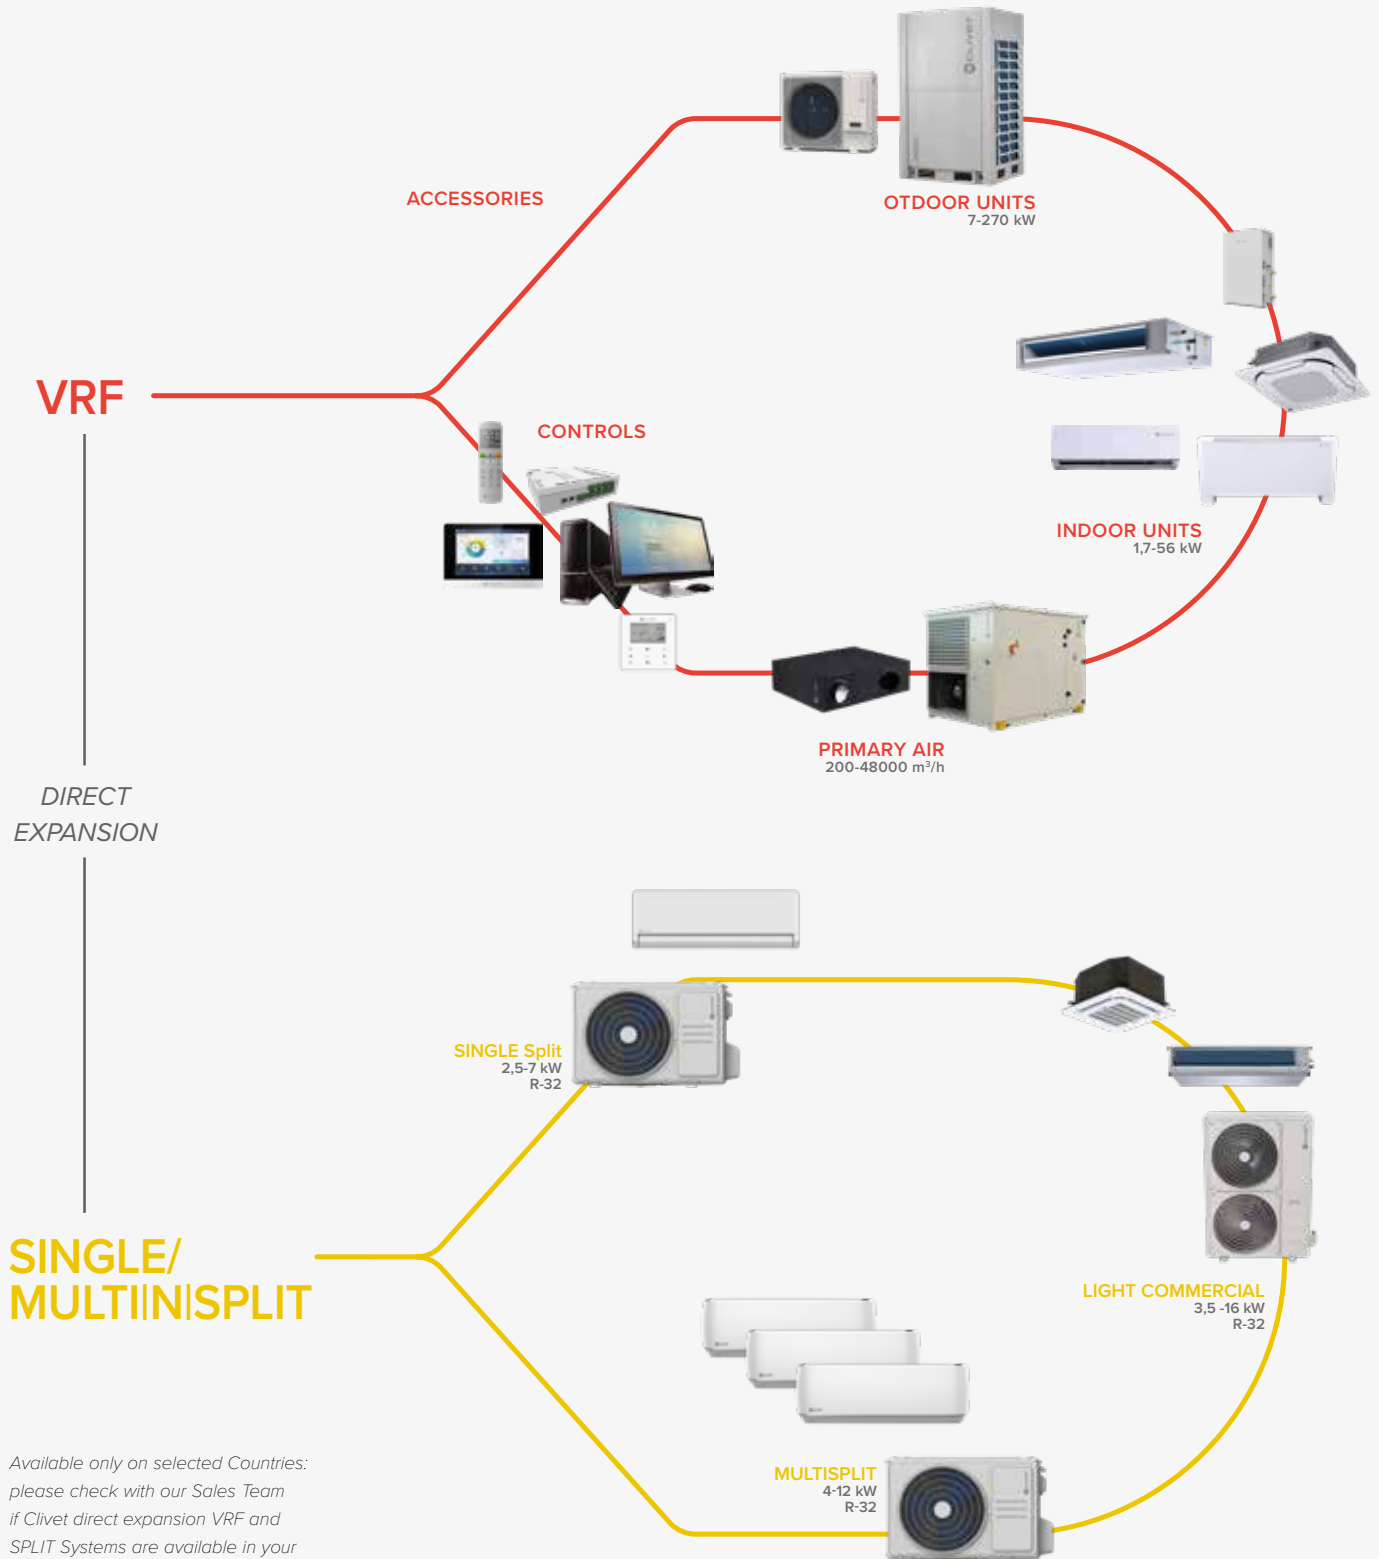 CLIVET
ACCESSORIES
OTDOOR UNITS
7-270 kW
VRF
CONTROLS
INDOOR UNITS
1,7-56 kW
PRIMARY AIR
200-48000 m³/h
DIRECT
EXPANSION
SINGLE Split
2,5-7 kW
R-32
SINGLE/
MULTI|N|SPLIT
LIGHT COMMERCIAL
3,5 -16 kW
R-32
MULTISPLIT
4-12 kW
R-32
Available only on selected Countries:
please check with our Sales Team
if Clivet direct expansion VRF and
SPLIT Systems are available in your